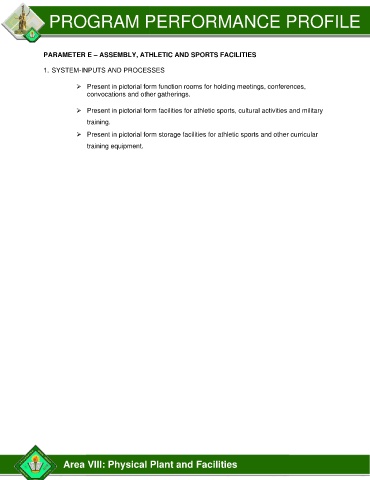 PROGRAM PERFORMANCE PROFILE
PARAMETER E – ASSEMBLY, ATHLETIC AND SPORTS FACILITIES
1. SYSTEM-INPUTS AND PROCESSES
➢ Present in pictorial form function rooms for holding meetings, conferences,
convocations and other gatherings.
➢ Present in pictorial form facilities for athletic sports, cultural activities and military
training.
➢ Present in pictorial form storage facilities for athletic sports and other curricular
training equipment.
Area VIII: Physical Plant and Facilities